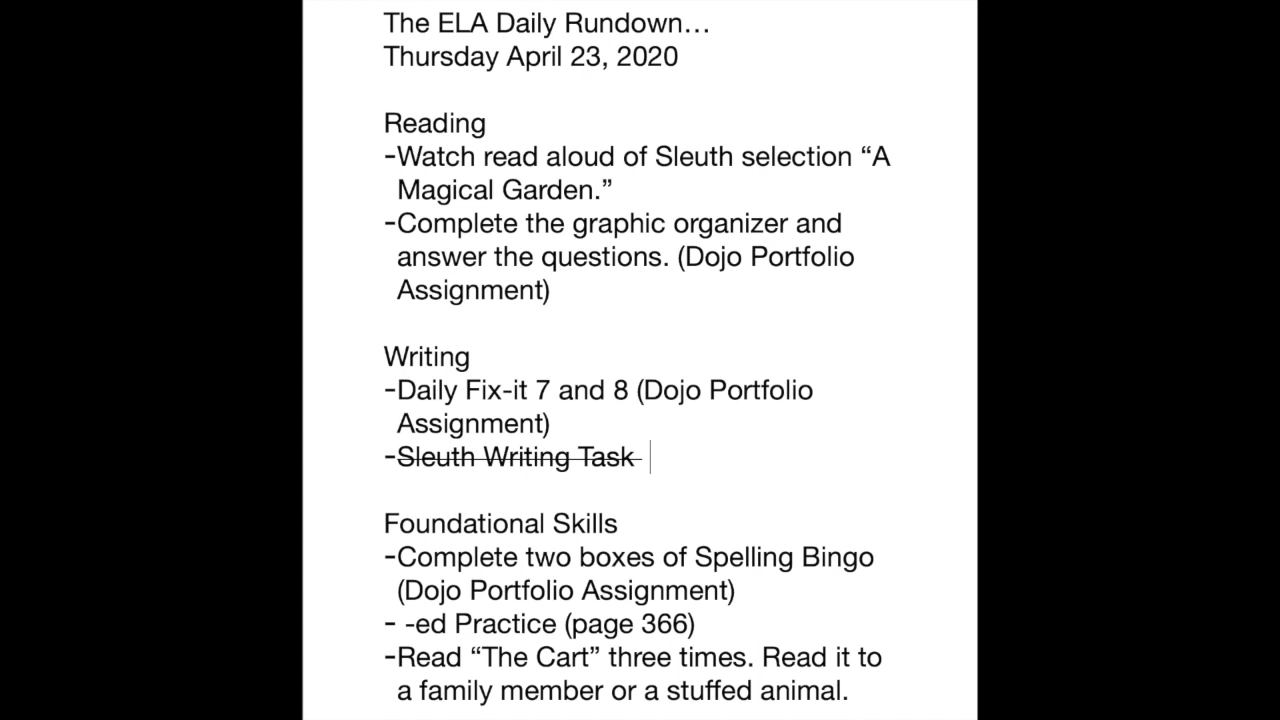 The ELA Daily Rundown…
Thursday April 23, 2020
Reading
-Watch read aloud of Sleuth selection “A
Magical Garden.”
-Complete the graphic organizer and
answer the questions. (Dojo Portfolio
Assignment)
Writing
-Daily Fix-it 7 and 8 (Dojo Portfolio
Assignment)
-Sleuth Writing Task
Foundational Skills
-Complete two boxes of Spelling Bingo
(Dojo Portfolio Assignment)
- -ed Practice (page 366)
-Read “The Cart” three times. Read it to
a family member or a stuffed animal.